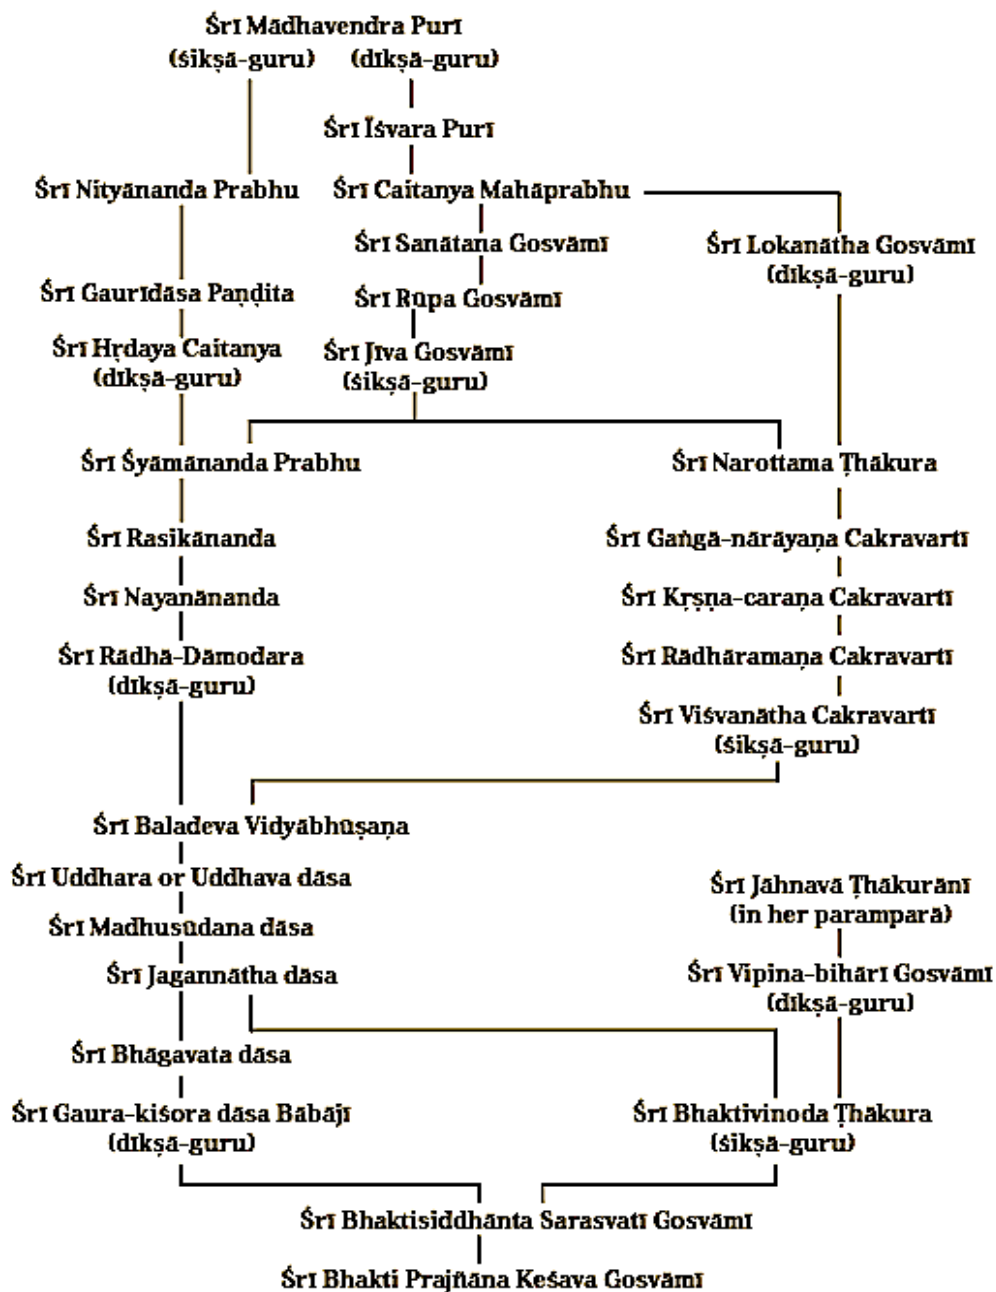 Śrī Mādhavendra Purī
(śikṣā-guru) (dīkṣā-guru)
Śrī Īśvara Purī
Śrī Nityānanda Prabhu Śrī Caitanya Mahāprabhu
Śrī Sanātana Gosvāmī Śrī Lokanātha Gosvāmī
(dīkṣā-guru)
Śrī Gaurīdāsa Paṇḍita Śrī Rūpa Gosvāmī
Śrī Hṛdaya Caitanya Śrī Jīva Gosvāmī
(dīkṣā-guru) (śikṣā-guru)
Śrī Śyāmānanda Prabhu Śrī Narottama Ṭhākura
Śrī Rasikānanda Śrī Gaṅgā-nārāyaṇa Cakravartī
Śrī Nayanānanda Śrī Kṛṣṇa-caraṇa Cakravartī
Śrī Rādhā-Dāmodara Śrī Rādhāramaṇa Cakravartī
(dīkṣā-guru)
Śrī Viśvanātha Cakravartī
(śikṣā-guru)
Śrī Baladeva Vidyābhūṣaṇa
Śrī Uddhara or Uddhava dāsa Śrī Jāhnavā Ṭhākurānī
(in her paramparā)
Śrī Madhusūdana dāsa
Śrī Jagannātha dāsa Śrī Vipina-bihārī Gosvāmī
(dīkṣā-guru)
Śrī Bhāgavata dāsa
Śrī Gaura-kiśora dāsa Bābājī Śrī Bhaktivinoda Ṭhākura
(dīkṣā-guru) (śikṣā-guru)
Śrī Bhaktisiddhānta Sarasvatī Gosvāmī
Śrī Bhakti Prajñāna Keśava Gosvāmī